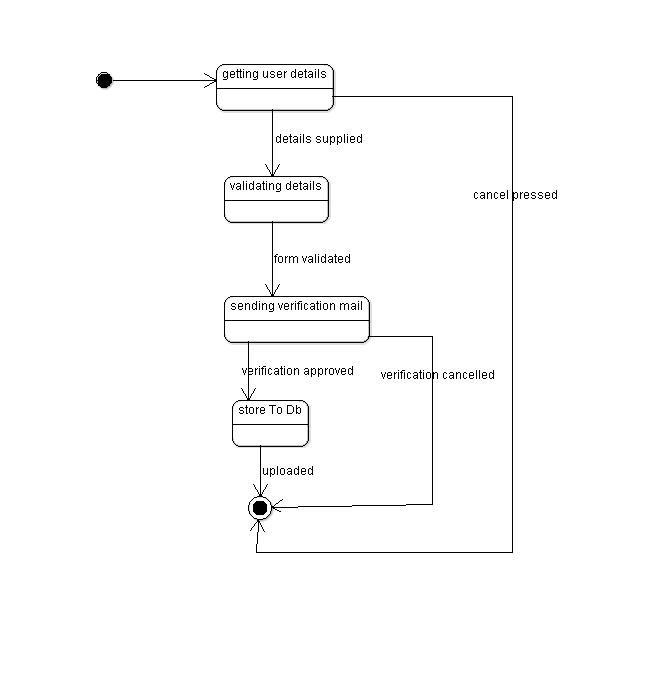 getting user details
details supplied
validating details
cancel pressed
form validated
sending verification mail
verification approved
verification cancelled
store To Db
uploaded